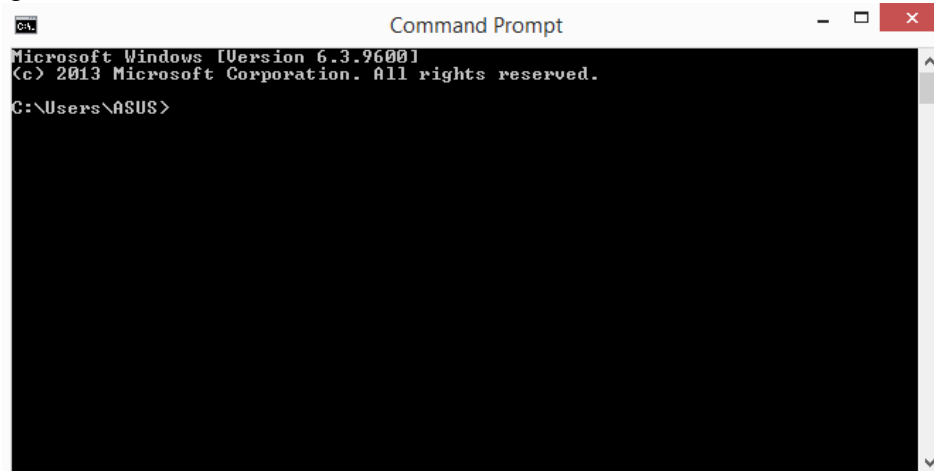 C:\.
Command Prompt
Microsoft Windows [Version 6.3.9600]
(c) 2013 Microsoft Corporation. All rights reserved.
C:\Users\ASUS>